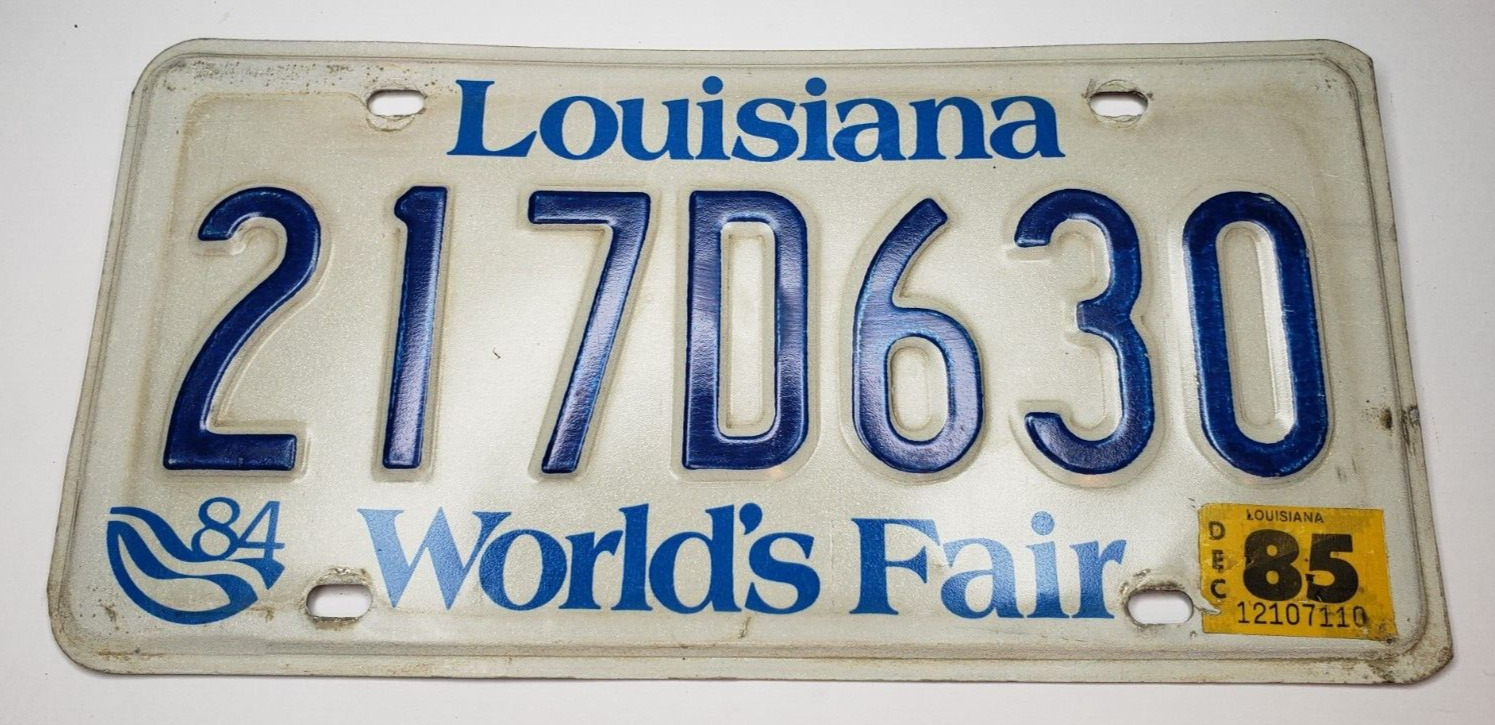 Louisiana
217D630
84
World's Fair
LOUISIANA
DEC
85
12107110